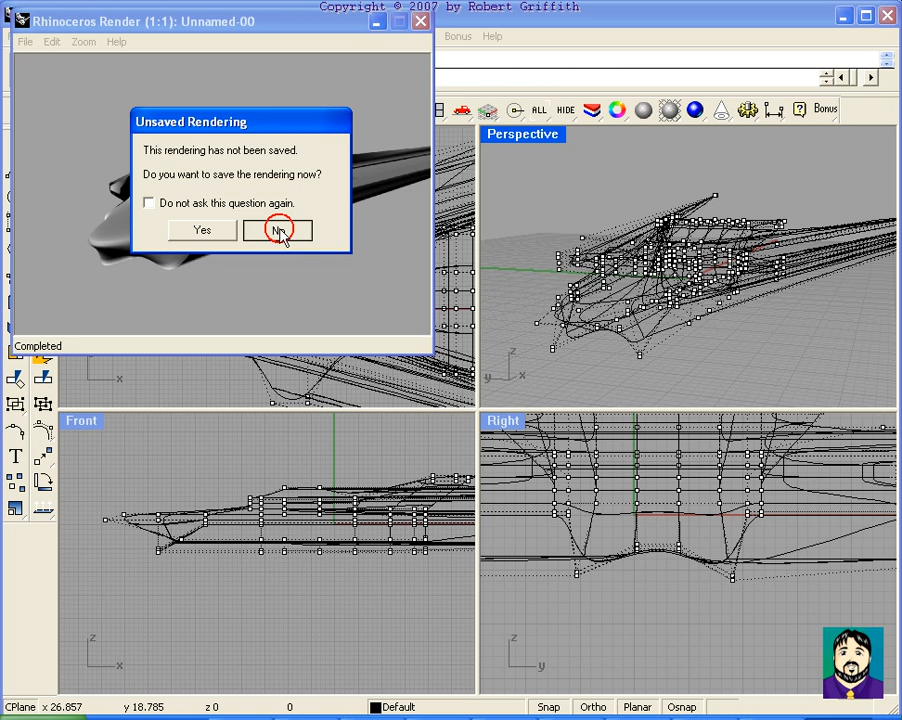 Copyright © 2007 by Robert Griffith
Rhinoceros Render (1:1): Unnamed-00
File Edit Zoom Help
Bonus Help
Unsaved Rendering
This rendering has not been saved.
Do you want to save the rendering now?
Do not ask this question again.
Yes
ALL HIDE Bonus
Perspective
Completed
z
y x
x
Front
Right
z
x
z
y
T
CPlane x 26.857 y 18.785 z 0 0 Default Snap Ortho Planar Osnap